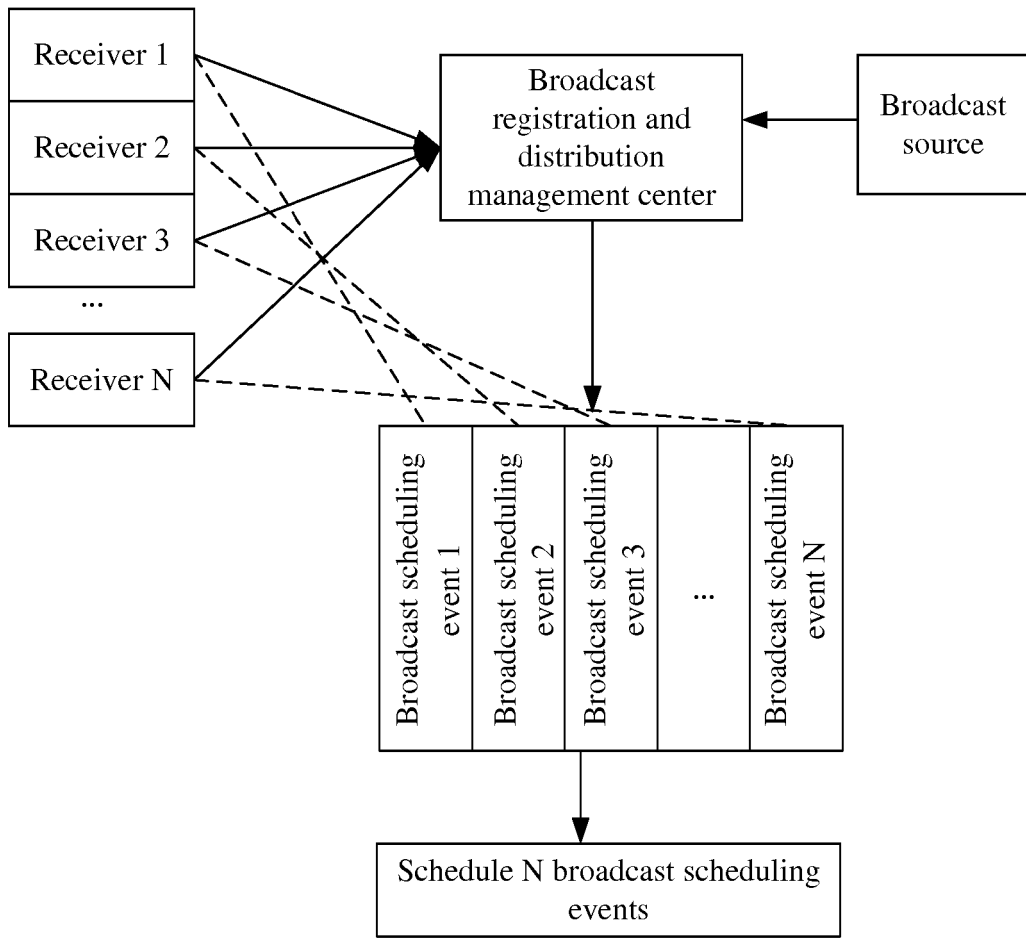 Receiver 1
Receiver 2
Receiver 3
...
Receiver N
Broadcast
registration and
distribution
management center
Broadcast
source
Broadcast scheduling
event 1
Broadcast scheduling
event 2
Broadcast scheduling
event 3
...
Broadcast scheduling
event N
Schedule N broadcast scheduling
events